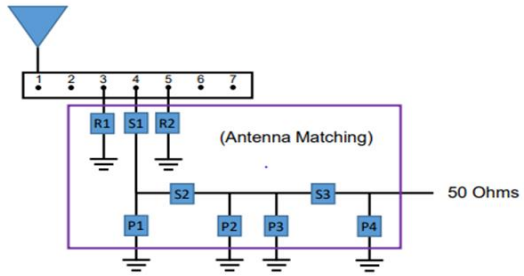 1 2 3 4 5 6 7
R1 S1 R2
(Antenna Matching)
S2 S3 50 Ohms
P1 P2 P3 P4